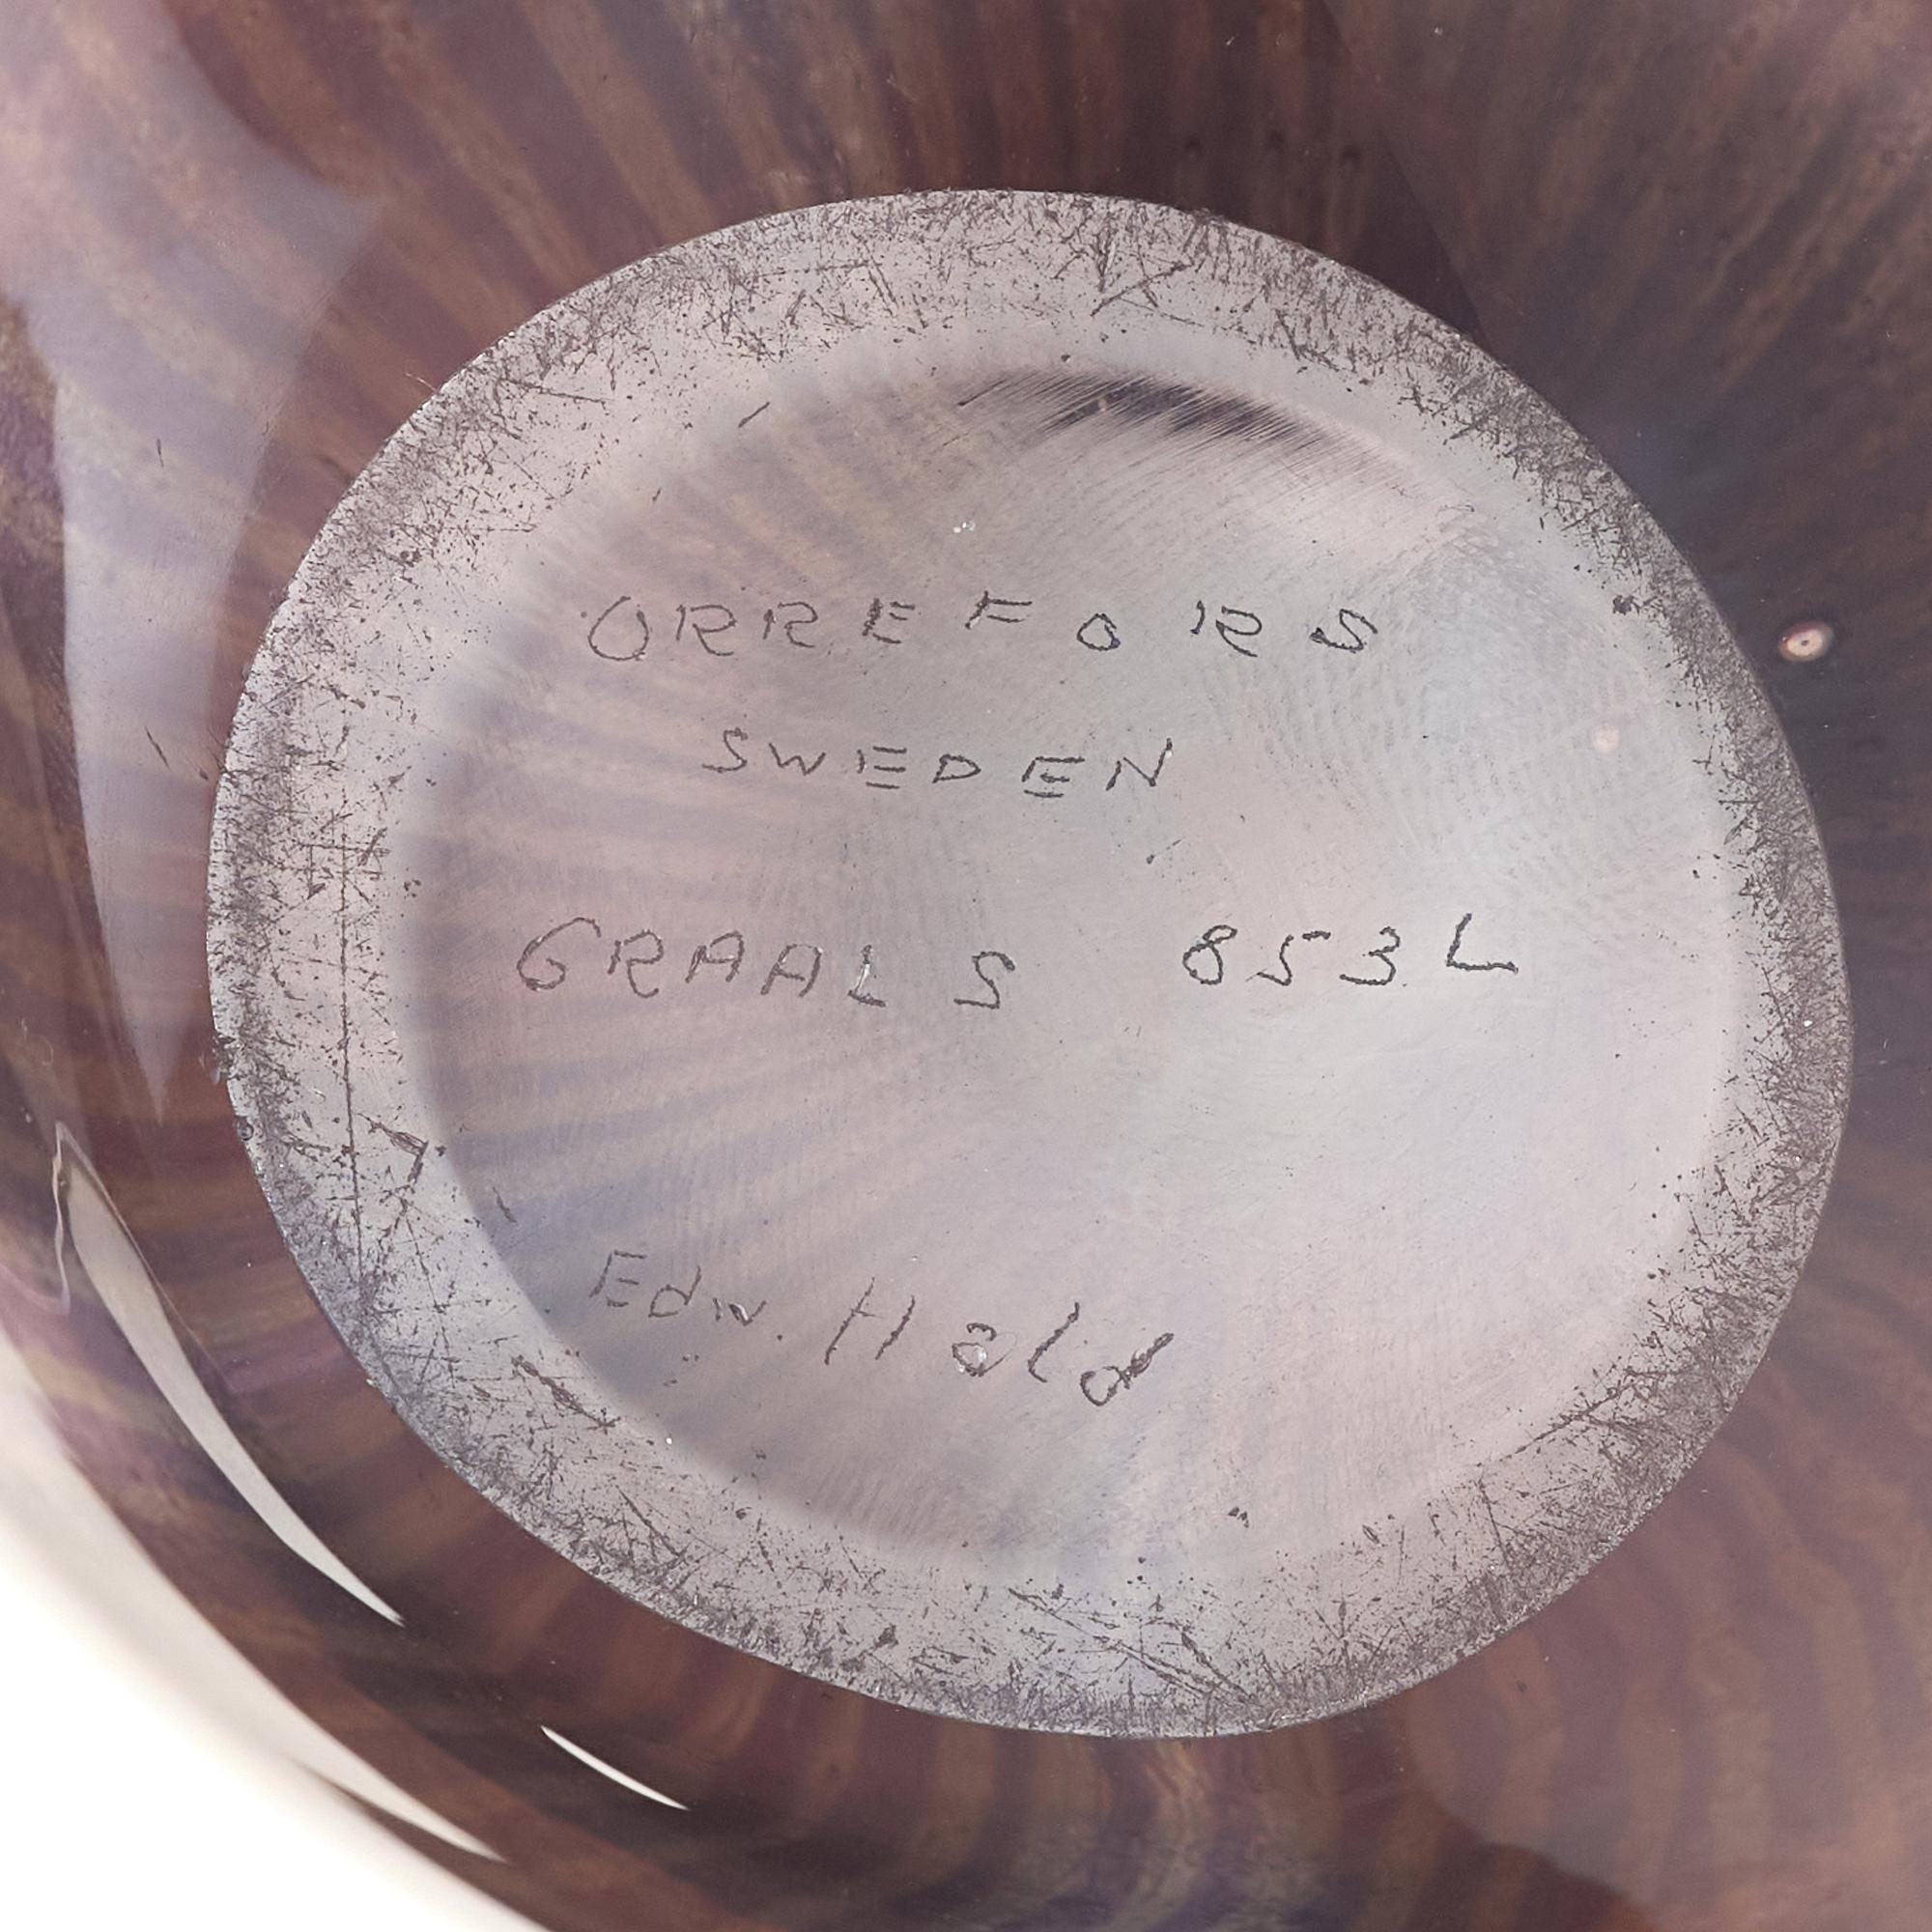 ORREFORS
SWEDEN
GRAAL S 853L
Edw. Hald